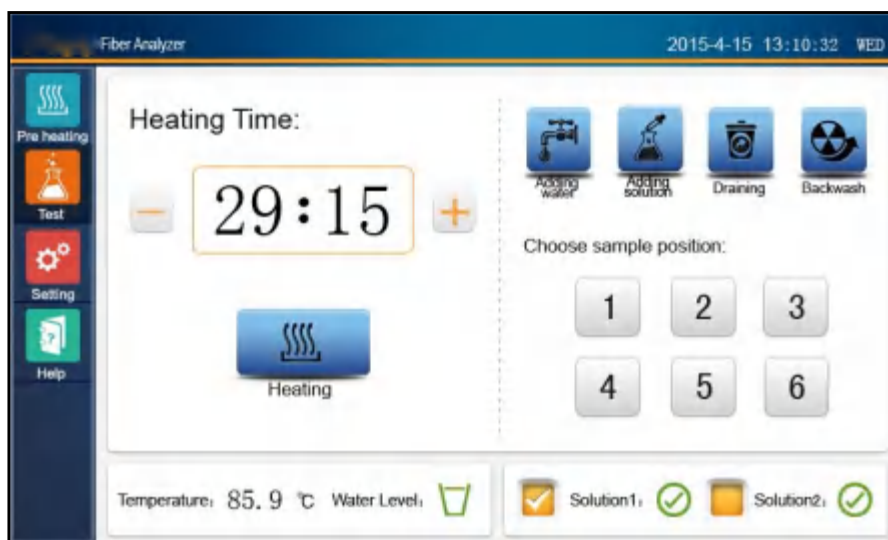 Fiber Analyzer
2015-4-15 13:10:32 WED
Pre heating
Test
Setting
Help
Heating Time:
29:15
Heating
Adding water
Adding solution
Draining
Backwash
Choose sample position:
1 2 3
4 5 6
Temperature: 85.9 ℃ Water Level:
Solution1: Solution2: